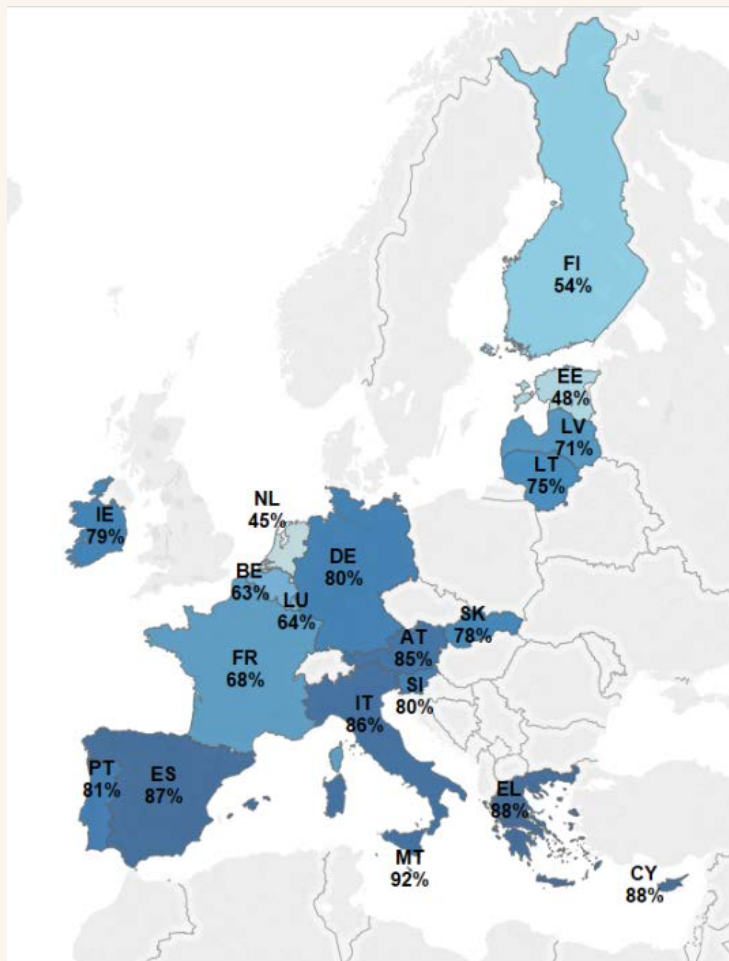 FI
54%
EE
48%
LV
71%
LT
75%
IE
79%
NL
45%
DE
80%
BE
63%
LU
64%
SK
78%
AT
85%
FR
68%
SI
80%
IT
86%
PT
81%
ES
87%
EL
88%
MT
92%
CY
88%